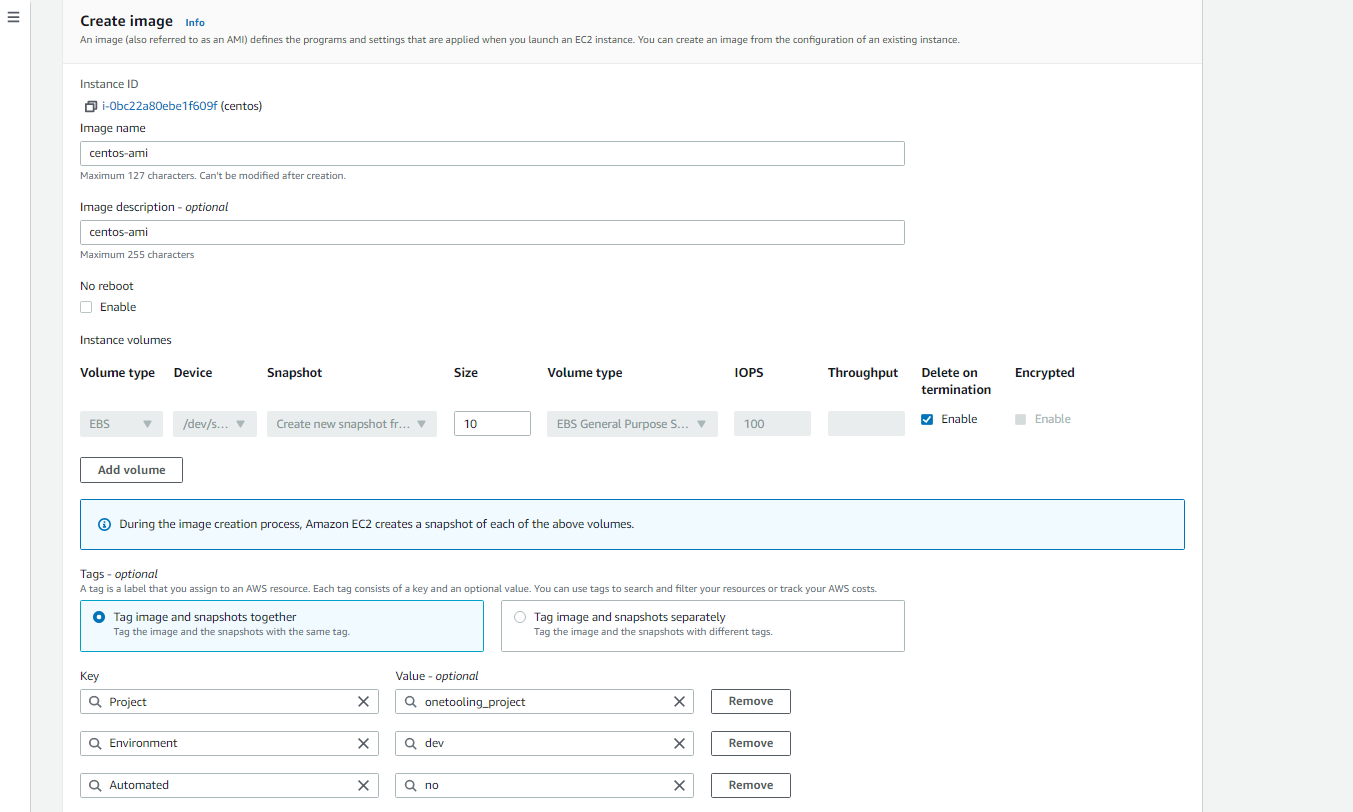 Create image Info
An image (also referred to as an AMI) defines the programs and settings that are applied when you launch an EC2 instance. You can create an image from the configuration of an existing instance.
Instance ID
i-0bc22a80ebe1f609f (centos)
Image name
centos-ami
Maximum 127 characters. Can't be modified after creation.
Image description - optional
centos-ami
Maximum 255 characters
No reboot
Enable
Instance volumes
Volume type Device Snapshot Size Volume type IOPS Throughput Delete on termination Encrypted
EBS /dev/s... Create new snapshot fr... 10 EBS General Purpose S... 100 Enable Enable
Add volume
During the image creation process, Amazon EC2 creates a snapshot of each of the above volumes.
Tags - optional
A tag is a label that you assign to an AWS resource. Each tag consists of a key and an optional value. You can use tags to search and filter your resources or track your AWS costs.
Tag image and snapshots together Tag image and snapshots separately
Tag the image and the snapshots with the same tag. Tag the image and the snapshots with different tags.
Key Value - optional
Project onetooling_project Remove
Environment dev Remove
Automated no Remove